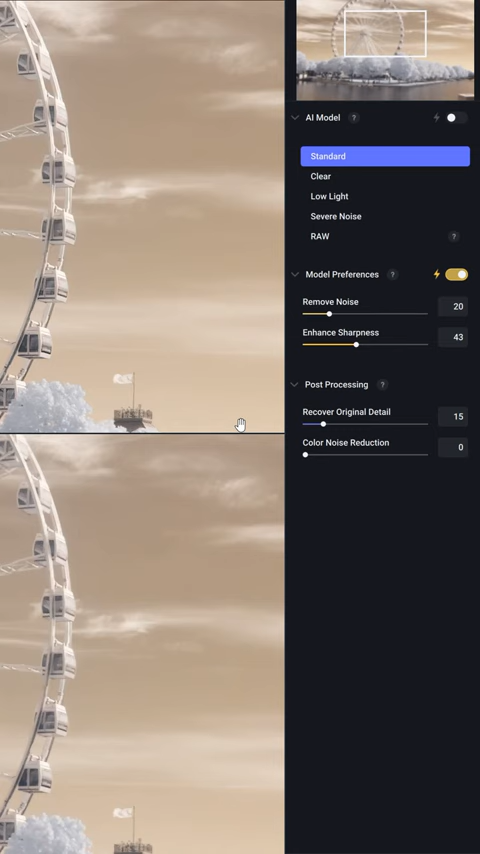 AI Model ?
Standard
Clear
Low Light
Severe Noise
RAW ?
Model Preferences ?
Remove Noise 20
Enhance Sharpness 43
Post Processing ?
Recover Original Detail 15
Color Noise Reduction 0